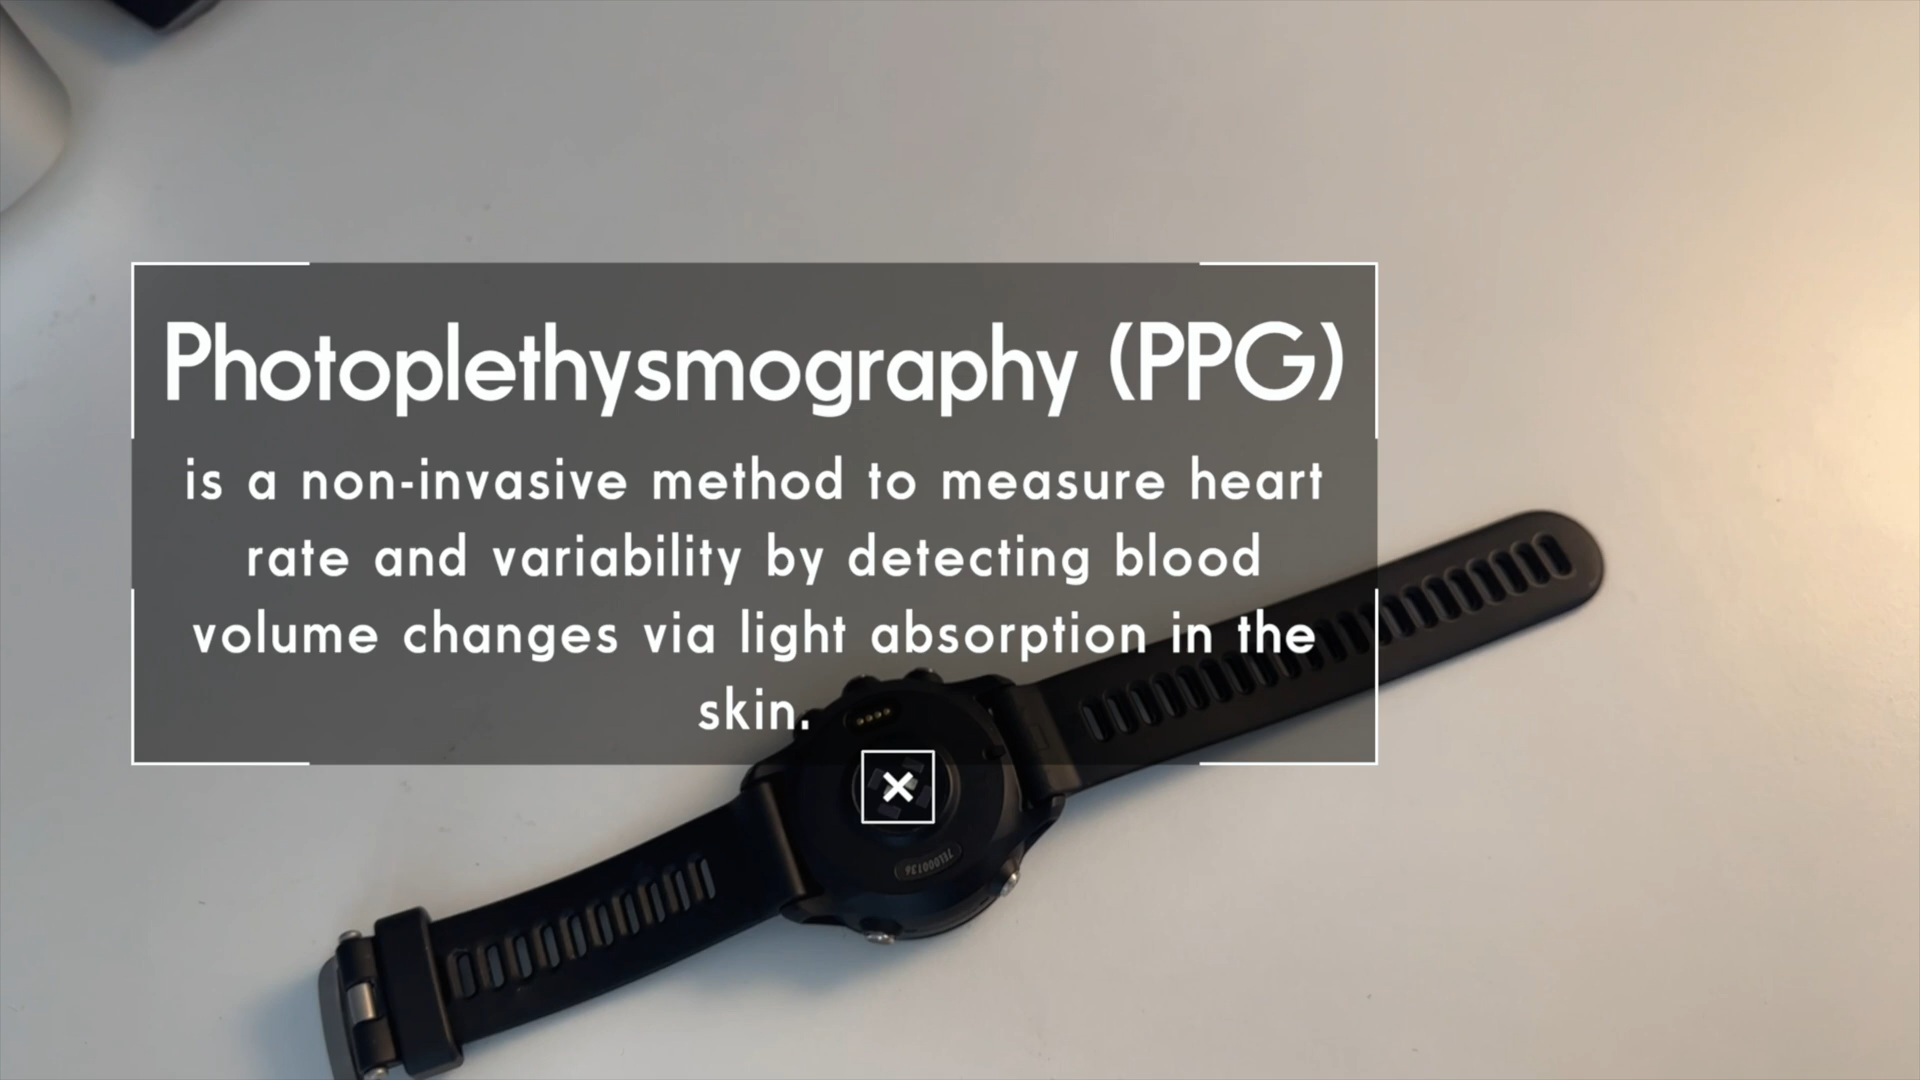 Photoplethysmography (PPG)
is a non-invasive method to measure heart
rate and variability by detecting blood
volume changes via light absorption in the
skin.